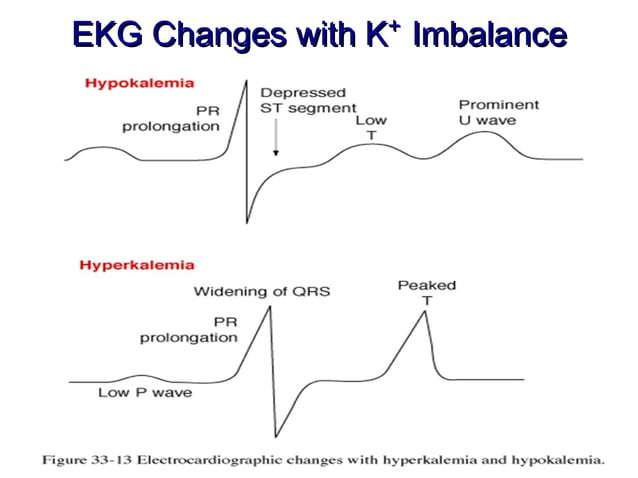 EKG Changes with K+ Imbalance
Hypokalemia
PR
prolongation
Depressed
ST segment
Low
T
Prominent
U wave
Hyperkalemia
Widening of QRS
PR
prolongation
Peaked
T
Low P wave
Figure 33-13 Electrocardiographic changes with hyperkalemia and hypokalemia.